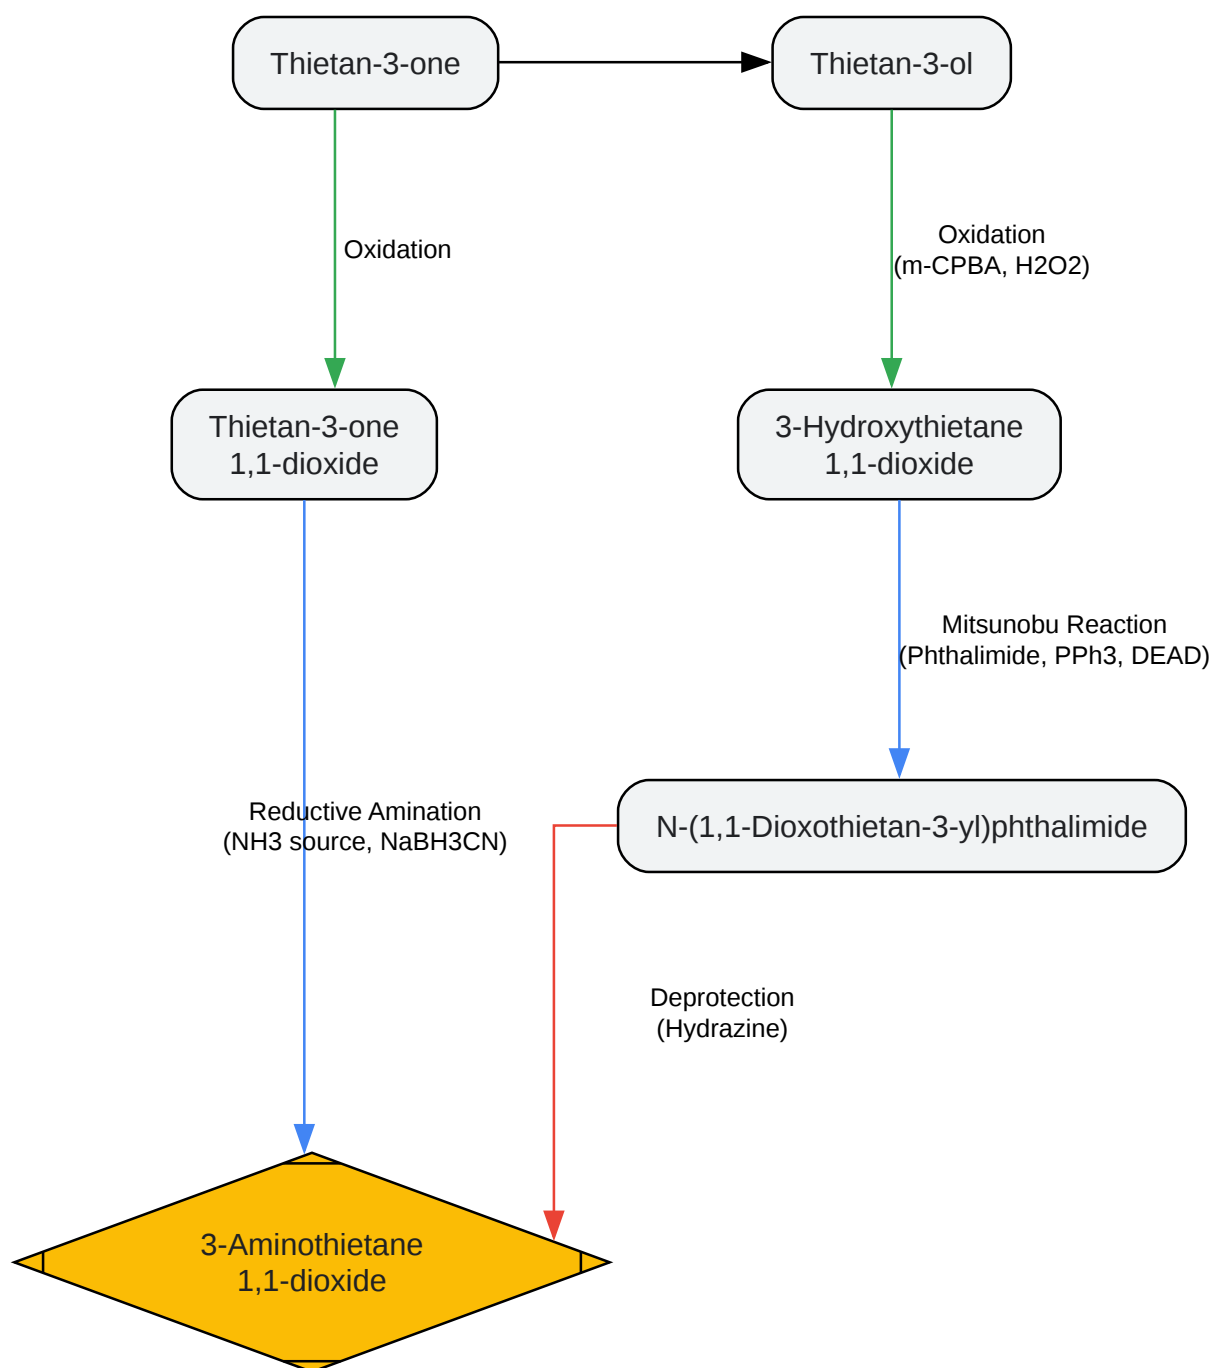 Thietan-3-one
Thietan-3-ol
Oxidation
Oxidation
(m-CPBA, H2O2)
Thietan-3-one
1,1-dioxide
3-Hydroxythietane
1,1-dioxide
Mitsunobu Reaction
(Phthalimide, PPh3, DEAD)
Reductive Amination
(NH3 source, NaBH3CN)
N-(1,1-Dioxothietan-3-yl)phthalimide
Deprotection
(Hydrazine)
3-Aminothietane
1,1-dioxide